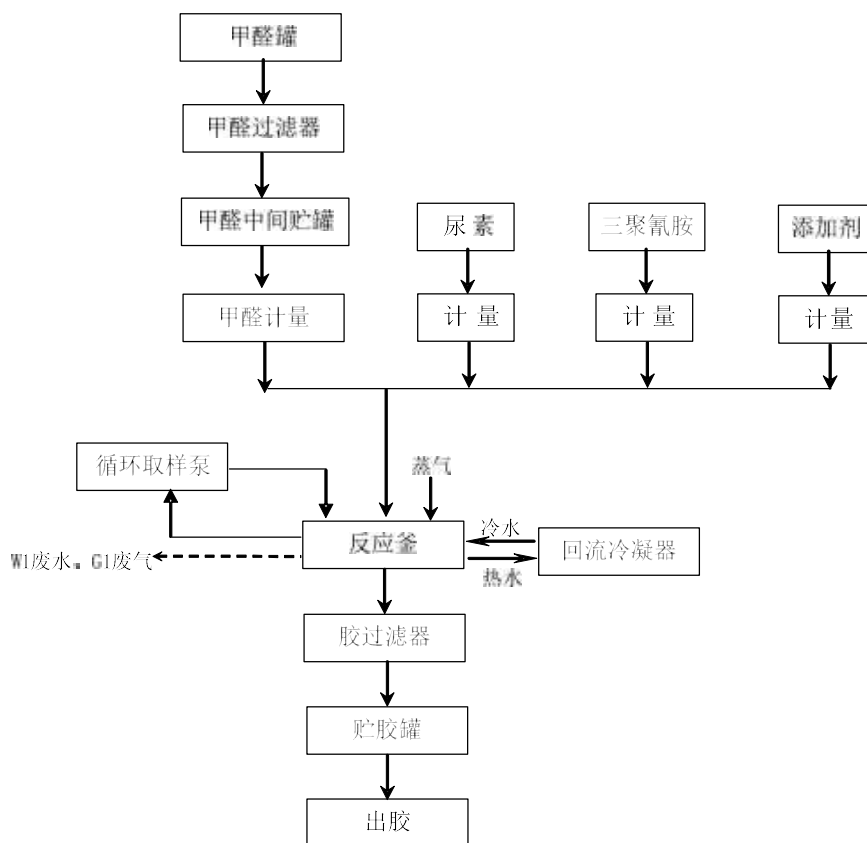 甲醛罐
甲醛过滤器
甲醛中间贮罐
尿 素
三聚氰胺
添加剂
甲醛计量
计 量
计 量
计量
循环取样泵
蒸气
反应釜
冷水
热水
回流冷凝器
W1废水。G1废气
胶过滤器
贮胶罐
出胶